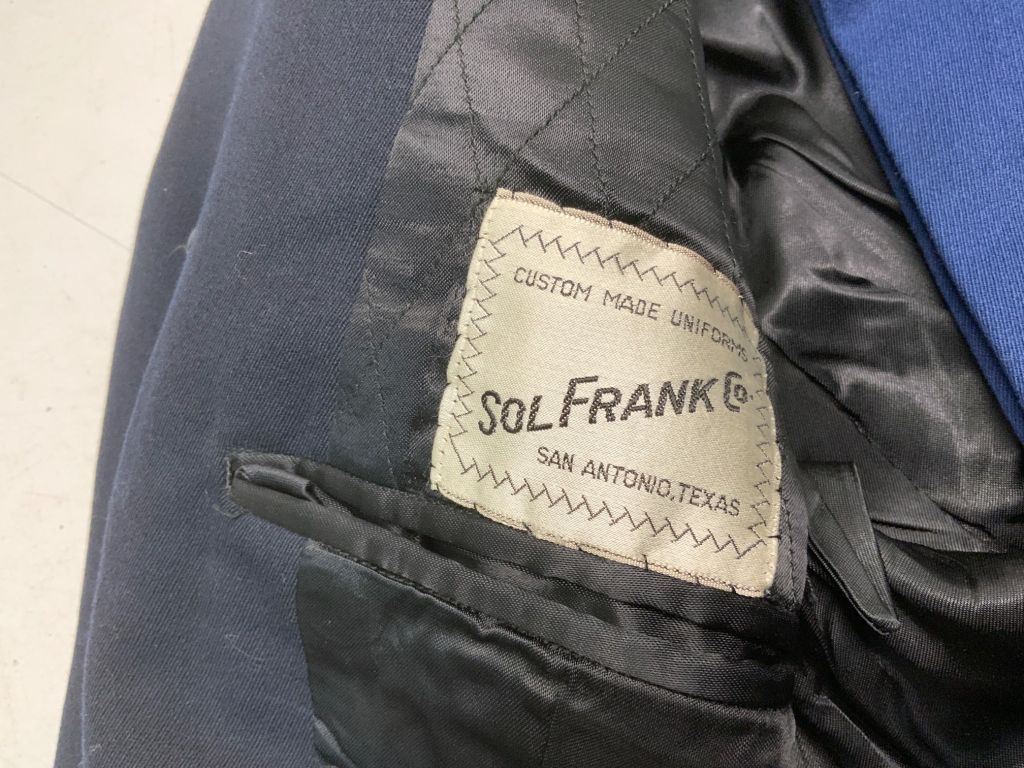 CUSTOM MADE UNIFORMS
SOL FRANK CO.
SAN ANTONIO, TEXAS